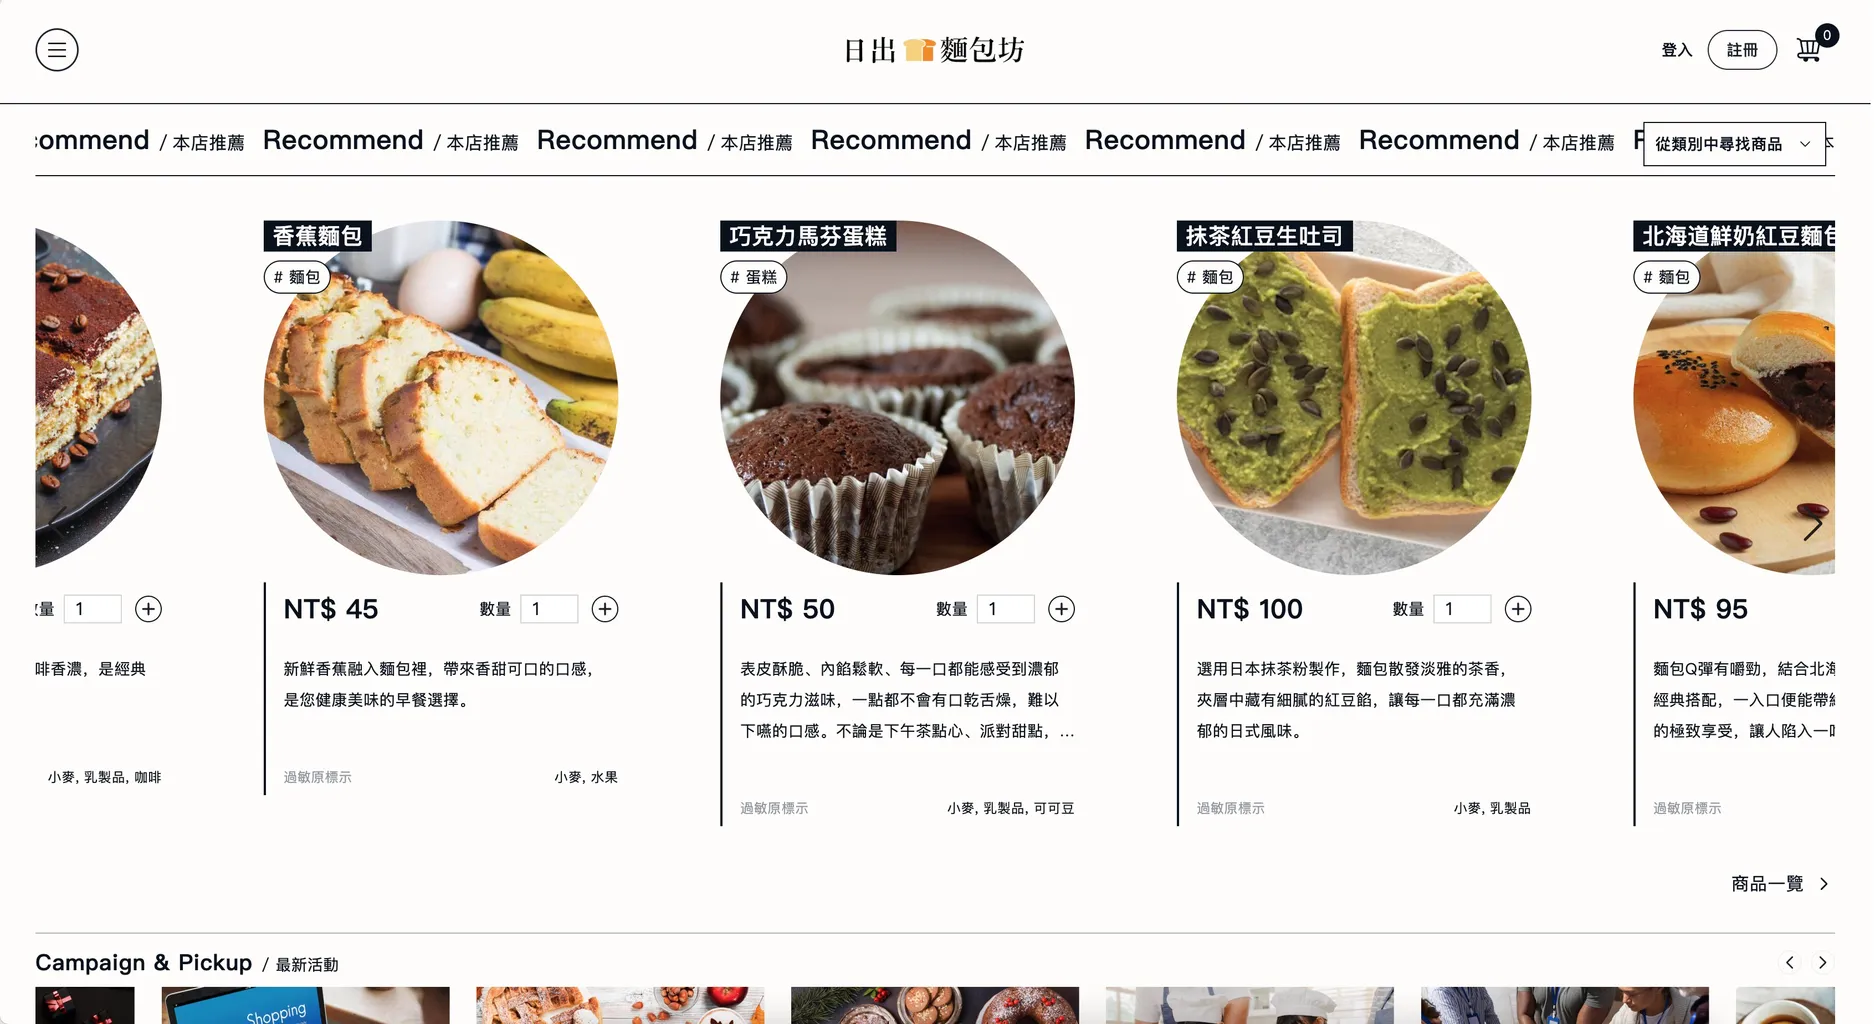 日出 麵包坊
登入
註冊
0
commend / 本店推薦 Recommend / 本店推薦 Recommend / 本店推薦 Recommend / 本店推薦 Recommend / 本店推薦 Recommend / 本店推薦
從類別中尋找商品
香蕉麵包
# 麵包
巧克力馬芬蛋糕
# 蛋糕
抹茶紅豆生吐司
# 麵包
北海道鮮奶紅豆麵包
# 麵包
數量 1
啡香濃，是經典
小麥, 乳製品, 咖啡
NT$ 45 數量 1
新鮮香蕉融入麵包裡，帶來香甜可口的口感，
是您健康美味的早餐選擇。
過敏原標示 小麥, 水果
NT$ 50 數量 1
表皮酥脆、內餡鬆軟、每一口都能感受到濃郁
的巧克力滋味，一點都不會有口乾舌燥，難以
下嚥的口感。不論是下午茶點心、派對甜點，...
過敏原標示 小麥, 乳製品, 可可豆
NT$ 100 數量 1
選用日本抹茶粉製作，麵包散發淡雅的茶香，
夾層中藏有細膩的紅豆餡，讓每一口都充滿濃
郁的日式風味。
過敏原標示 小麥, 乳製品
NT$ 95
麵包Q彈有嚼勁，結合北海
經典搭配，一入口便能帶
的極致享受，讓人陷入一
過敏原標示
商品一覽
Campaign & Pickup / 最新活動
Shopping